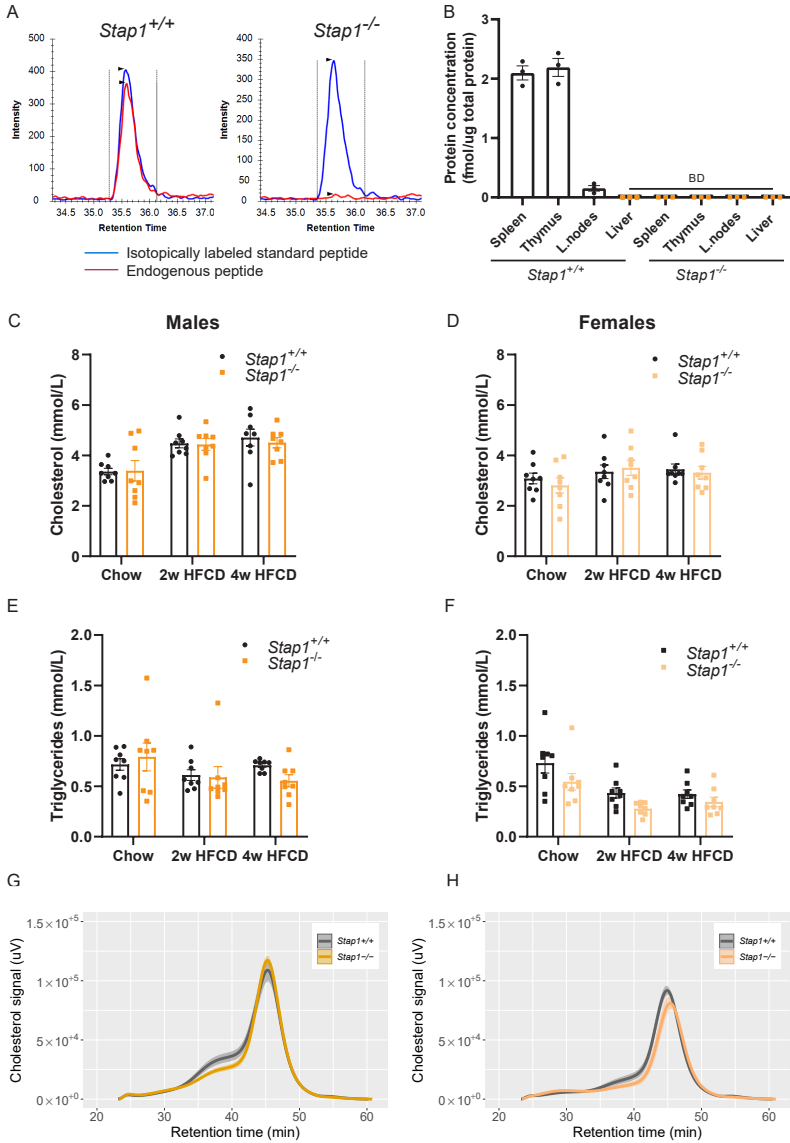 A
Stap1+/+
Stap1-/-
500
400
300
200
100
0
Intensity
34.5 35.0 35.5 36.0 36.5 37.0
Retention Time
400
300
200
100
0
Intensity
34.5 35.0 35.5 36.0 36.5 37.0
Retention Time
Isotopically labeled standard peptide
Endogenous peptide
B
Protein concentration
(fmol/ug total protein)
3
2
1
0
BD
Spleen
Thymus
L.nodes
Liver
Spleen
Thymus
L.nodes
Liver
Stap1+/+
Stap1-/-
C
Males
Cholesterol (mmol/L)
8
6
4
2
0
Stap1+/+
Stap1-/-
Chow 2w HFCD 4w HFCD
D
Females
Cholesterol (mmol/L)
8
6
4
2
0
Stap1+/+
Stap1-/-
Chow 2w HFCD 4w HFCD
E
Triglycerides (mmol/L)
2.0
1.5
1.0
0.5
0.0
Stap1+/+
Stap1-/-
Chow 2w HFCD 4w HFCD
F
Triglycerides (mmol/L)
2.0
1.5
1.0
0.5
0.0
Stap1+/+
Stap1-/-
Chow 2w HFCD 4w HFCD
G
Cholesterol signal (uV)
1.5×10+5
1×10+5
5×10+4
0×10+0
Stap1+/+
Stap1−/−
20 30 40 50 60
Retention time (min)
H
Cholesterol signal (uV)
1.5×10+5
1×10+5
5×10+4
0×10+0
Stap1+/+
Stap1−/−
20 30 40 50 60
Retention time (min)